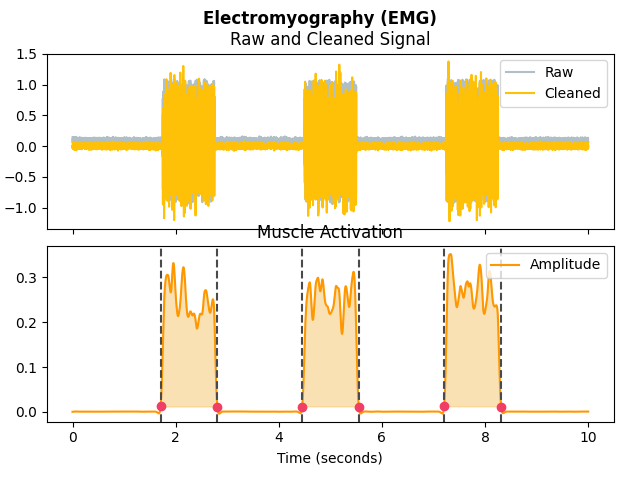 Electromyography (EMG)
Raw and Cleaned Signal
1.5
1.0
0.5
0.0
−0.5
−1.0
Raw
Cleaned
Muscle Activation
0.3
0.2
0.1
0.0
Amplitude
0 2 4 6 8 10
Time (seconds)